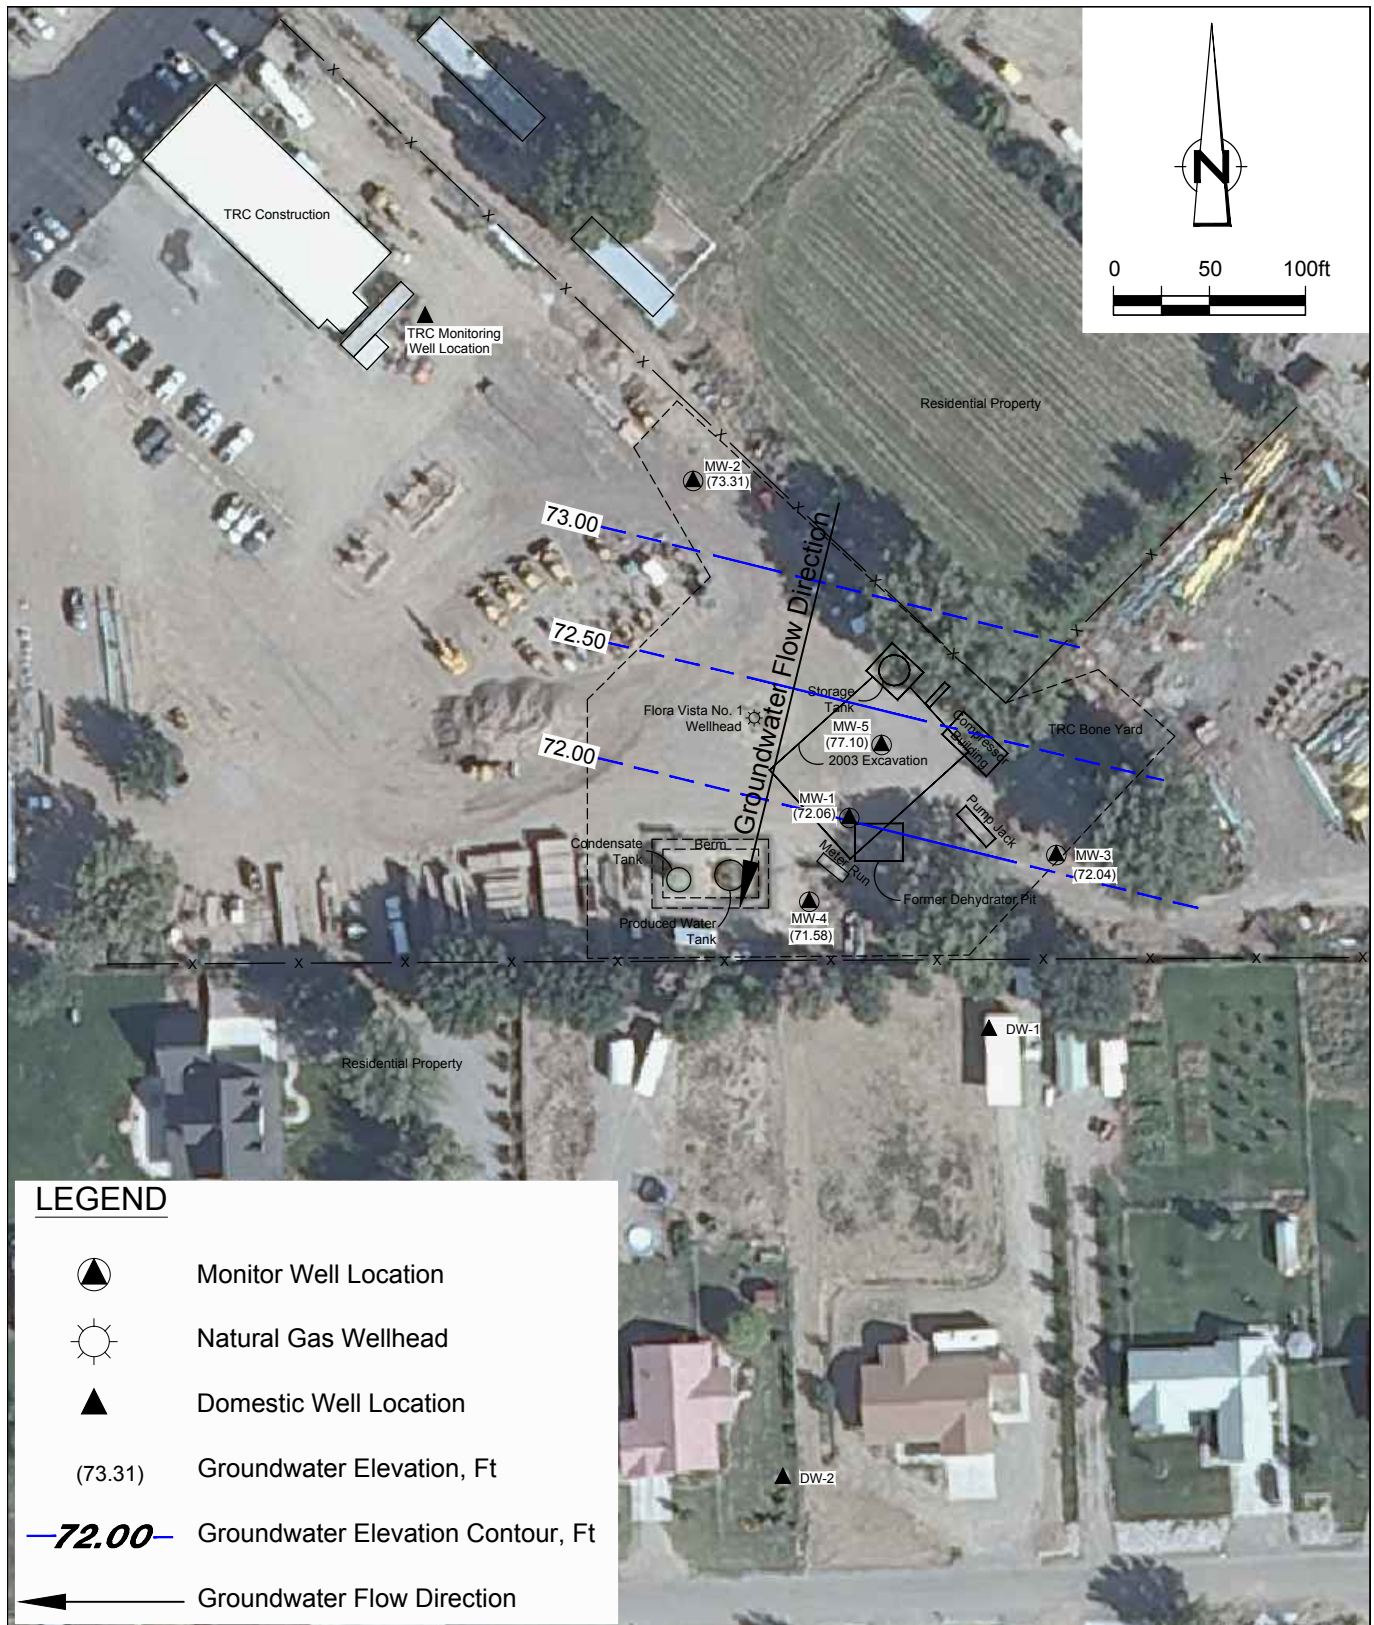 N
0 50 100ft
TRC Construction
TRC Monitoring
Well Location
Residential Property
MW-2
(73.31)
73.00
Groundwater Flow Direction
72.50
Storage
Tank
Flora Vista No. 1
Wellhead
Compressor
Building
TRC Bone Yard
MW-5
(77.10)
2003 Excavation
72.00
MW-1
(72.06)
Pump Jack
Condensate
Tank
Berm
Meter Run
MW-3
(72.04)
Former Dehydrator Pit
Produced Water
Tank
MW-4
(71.58)
X X X X X X X X X X X X
DW-1
Residential Property
DW-2
LEGEND
Monitor Well Location
Natural Gas Wellhead
Domestic Well Location
(73.31) Groundwater Elevation, Ft
72.00 Groundwater Elevation Contour, Ft
Groundwater Flow Direction